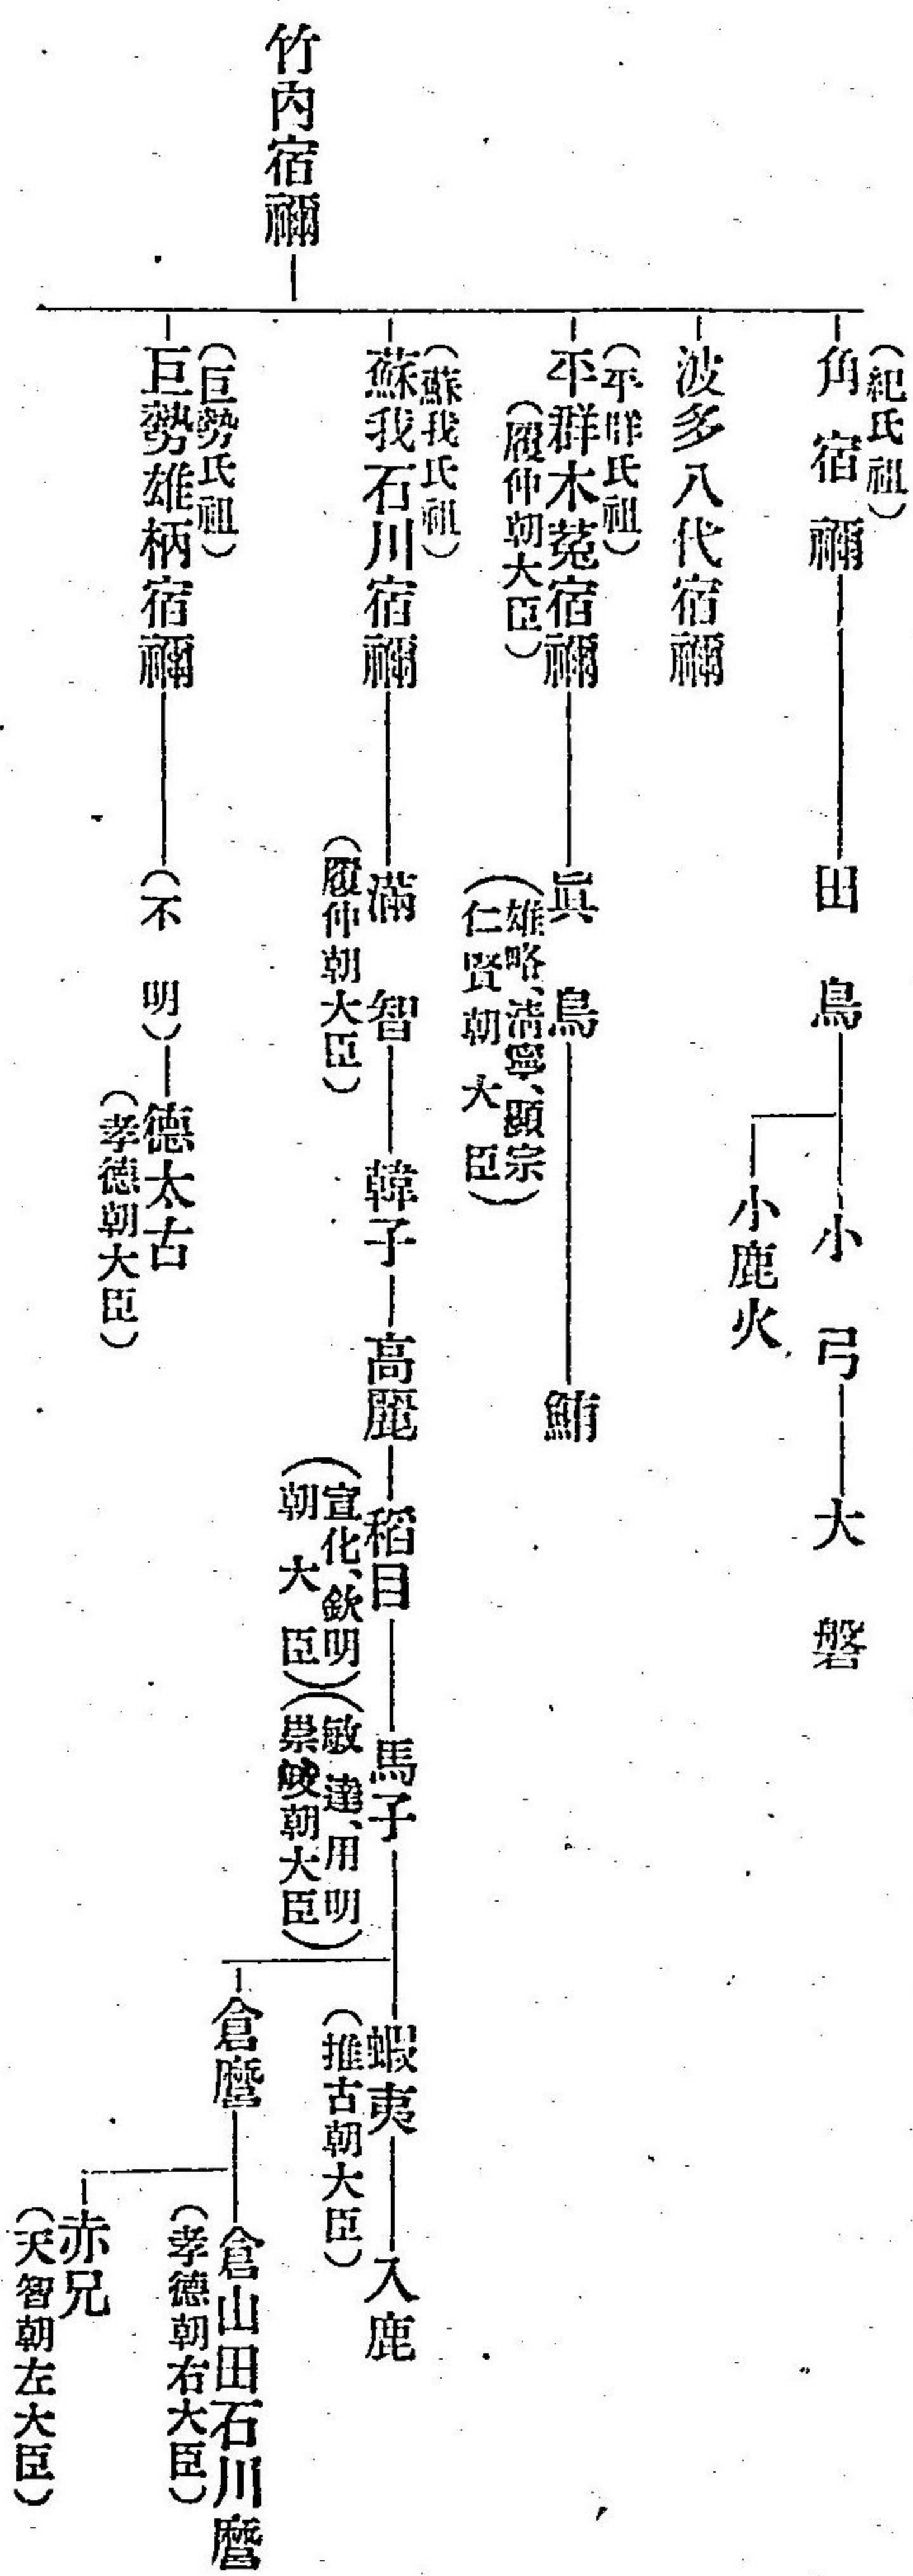 竹內宿禰
（紀氏祖）
角宿禰
田鳥
小弓
大磐
小鹿火
波多八代宿禰
（平群氏祖）
平群木菟宿禰
（履仲朝大臣）
眞鳥
（雄略、淸寧、顯宗
仁賢朝大臣）
鮪
（蘇我氏祖）
蘇我石川宿禰
滿智
（履仲朝大臣）
韓子
高麗
稻目
（宣化、欽明
朝大臣）
馬子
（敏達、用明
崇峻朝大臣）
蝦夷
（推古朝大臣）
入鹿
倉麿
倉山田石川麿
（孝德朝右大臣）
赤兄
（天智朝左大臣）
（巨勢氏祖）
巨勢雄柄宿禰
（不明）
德太古
（孝德朝大臣）